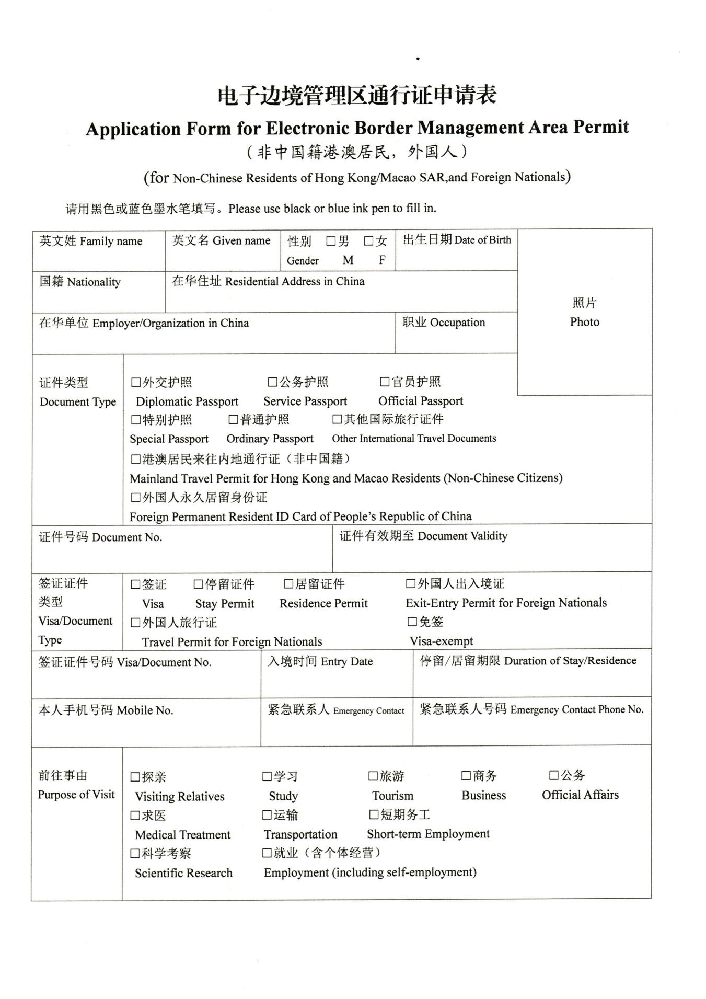 电子边境管理区通行证申请表
Application Form for Electronic Border Management Area Permit
（非中国籍港澳居民，外国人）
(for Non-Chinese Residents of Hong Kong/Macao SAR,and Foreign Nationals)
请用黑色或蓝色墨水笔填写。Please use black or blue ink pen to fill in.
英文姓 Family name
英文名 Given name
性别 □男 □女
Gender M F
出生日期 Date of Birth
照片
Photo
国籍 Nationality
在华住址 Residential Address in China
在华单位 Employer/Organization in China
职业 Occupation
证件类型
Document Type
□外交护照 □公务护照 □官员护照
Diplomatic Passport Service Passport Official Passport
□特别护照 □普通护照 □其他国际旅行证件
Special Passport Ordinary Passport Other International Travel Documents
□港澳居民来往内地通行证（非中国籍）
Mainland Travel Permit for Hong Kong and Macao Residents (Non-Chinese Citizens)
□外国人永久居留身份证
Foreign Permanent Resident ID Card of People's Republic of China
证件号码 Document No.
证件有效期至 Document Validity
签证证件
类型
Visa/Document
Type
□签证 □停留证件 □居留证件 □外国人出入境证
Visa Stay Permit Residence Permit Exit-Entry Permit for Foreign Nationals
□外国人旅行证 □免签
Travel Permit for Foreign Nationals Visa-exempt
签证证件号码 Visa/Document No.
入境时间 Entry Date
停留/居留期限 Duration of Stay/Residence
本人手机号码 Mobile No.
紧急联系人 Emergency Contact
紧急联系人号码 Emergency Contact Phone No.
前往事由
Purpose of Visit
□探亲 □学习 □旅游 □商务 □公务
Visiting Relatives Study Tourism Business Official Affairs
□求医 □运输 □短期务工
Medical Treatment Transportation Short-term Employment
□科学考察 □就业（含个体经营）
Scientific Research Employment (including self-employment)